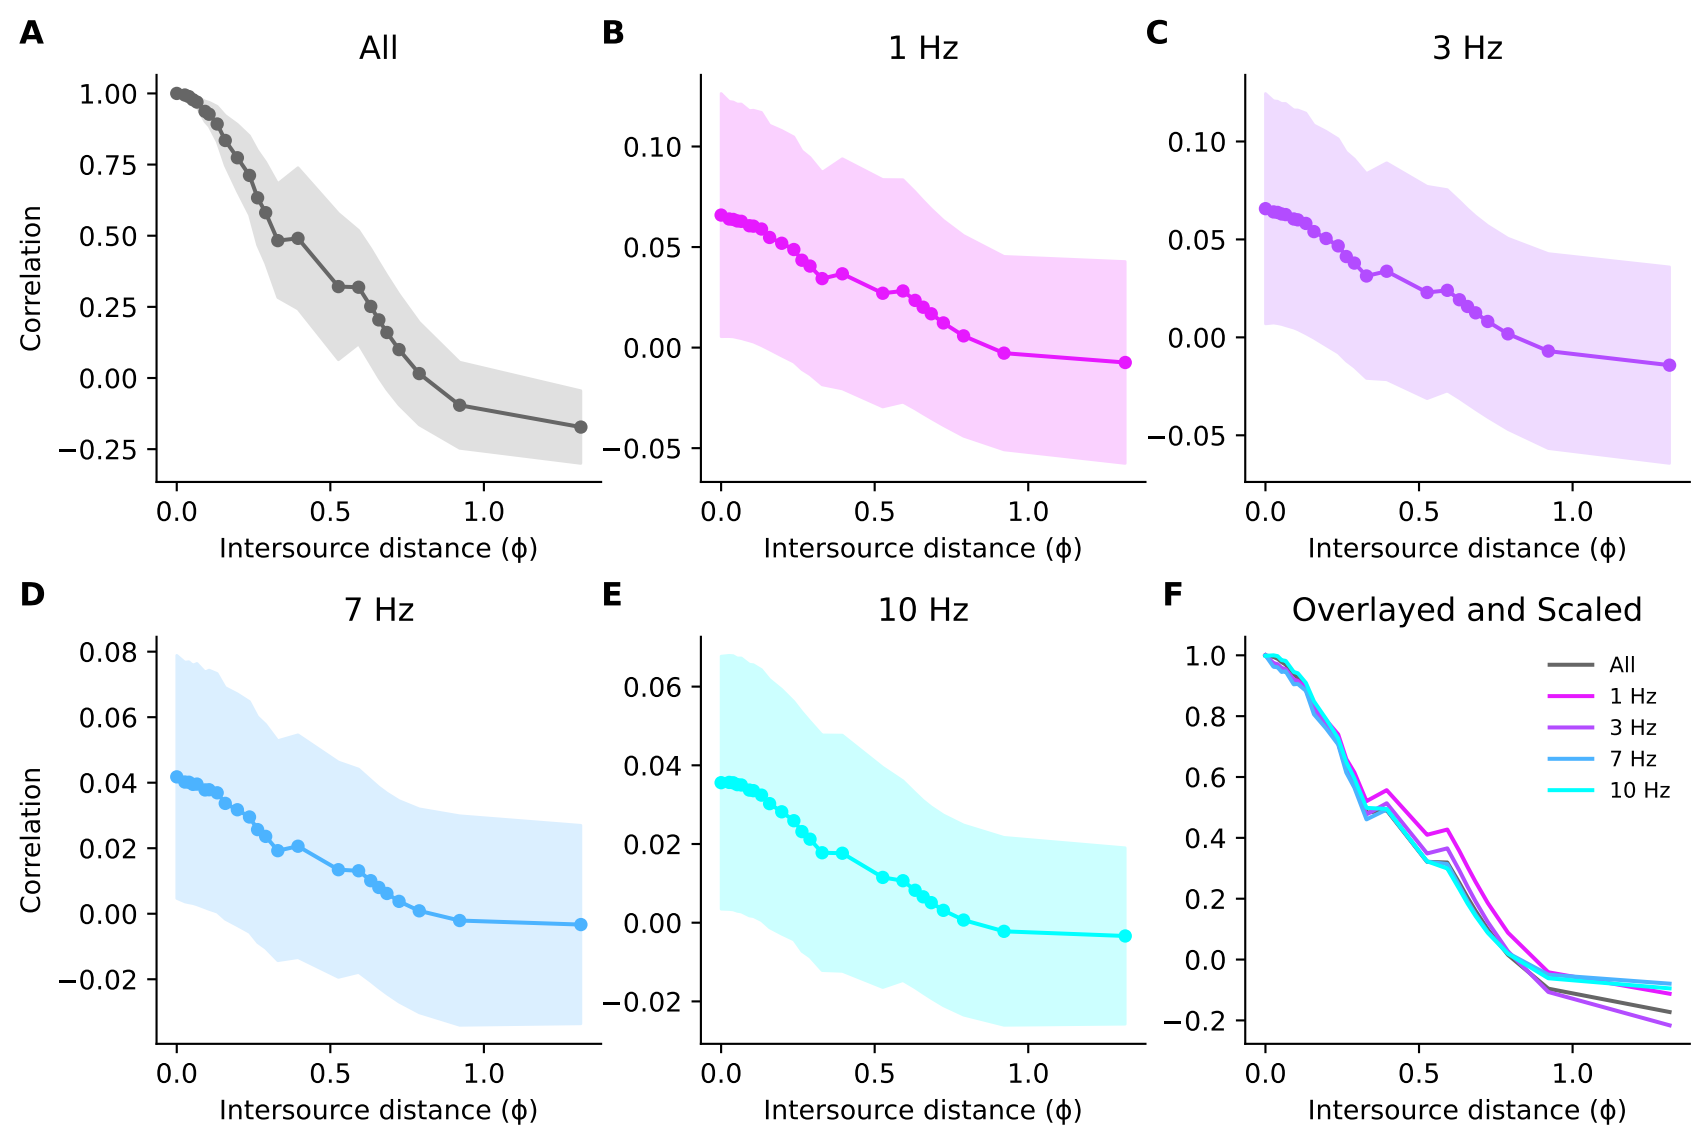 A
All
1.00
0.75
0.50
0.25
0.00
−0.25
Correlation
0.0 0.5 1.0
Intersource distance (ϕ)
B
1 Hz
0.10
0.05
0.00
−0.05
0.0 0.5 1.0
Intersource distance (ϕ)
C
3 Hz
0.10
0.05
0.00
−0.05
0.0 0.5 1.0
Intersource distance (ϕ)
D
7 Hz
0.08
0.06
0.04
0.02
0.00
−0.02
Correlation
0.0 0.5 1.0
Intersource distance (ϕ)
E
10 Hz
0.06
0.04
0.02
0.00
−0.02
0.0 0.5 1.0
Intersource distance (ϕ)
F
Overlayed and Scaled
1.0
0.8
0.6
0.4
0.2
0.0
−0.2
All
1 Hz
3 Hz
7 Hz
10 Hz
0.0 0.5 1.0
Intersource distance (ϕ)